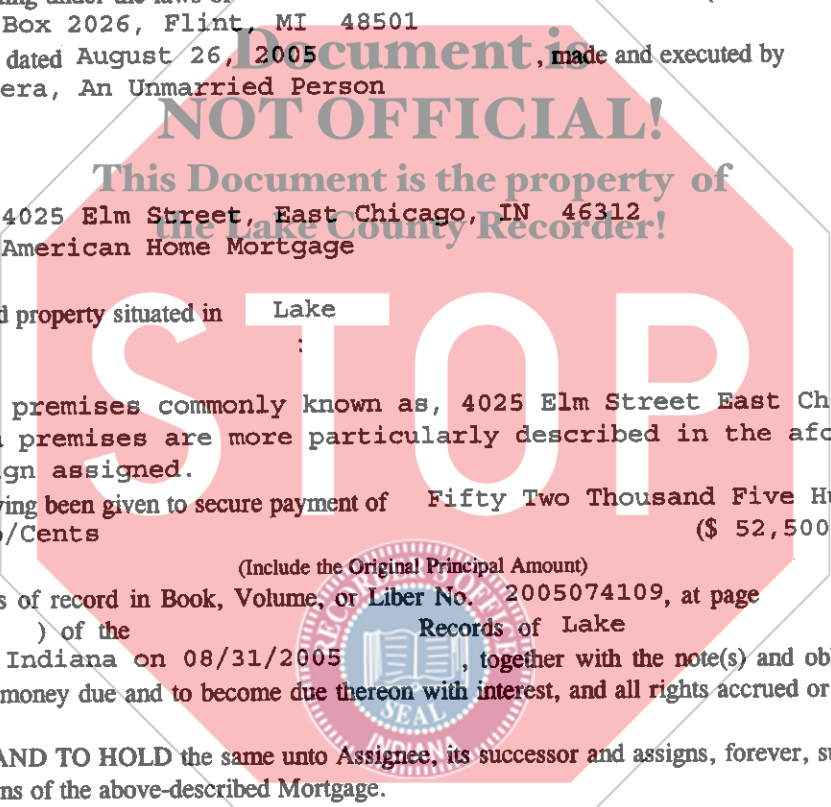 Box 2026, Flint, MI 48501
dated August 26, 2005 , made and executed by
era, An Unmarried Person
Document is
NOT OFFICIAL!
This Document is the property of
the Lake County Recorder!
4025 Elm Street, East Chicago, IN 46312
American Home Mortgage
d property situated in Lake
:
STOP
premises commonly known as, 4025 Elm Street East Ch
premises are more particularly described in the afo
gn assigned.
ing been given to secure payment of Fifty Two Thousand Five Hu
o/Cents ($ 52,500
(Include the Original Principal Amount)
s of record in Book, Volume, or Liber No. 2005074109, at page
) of the Records of Lake
Indiana on 08/31/2005 , together with the note(s) and obl
money due and to become due thereon with interest, and all rights accrued or
RECORDER'S OFFICE
SEAL
INDIANA
AND TO HOLD the same unto Assignee, its successor and assigns, forever, su
ns of the above-described Mortgage.